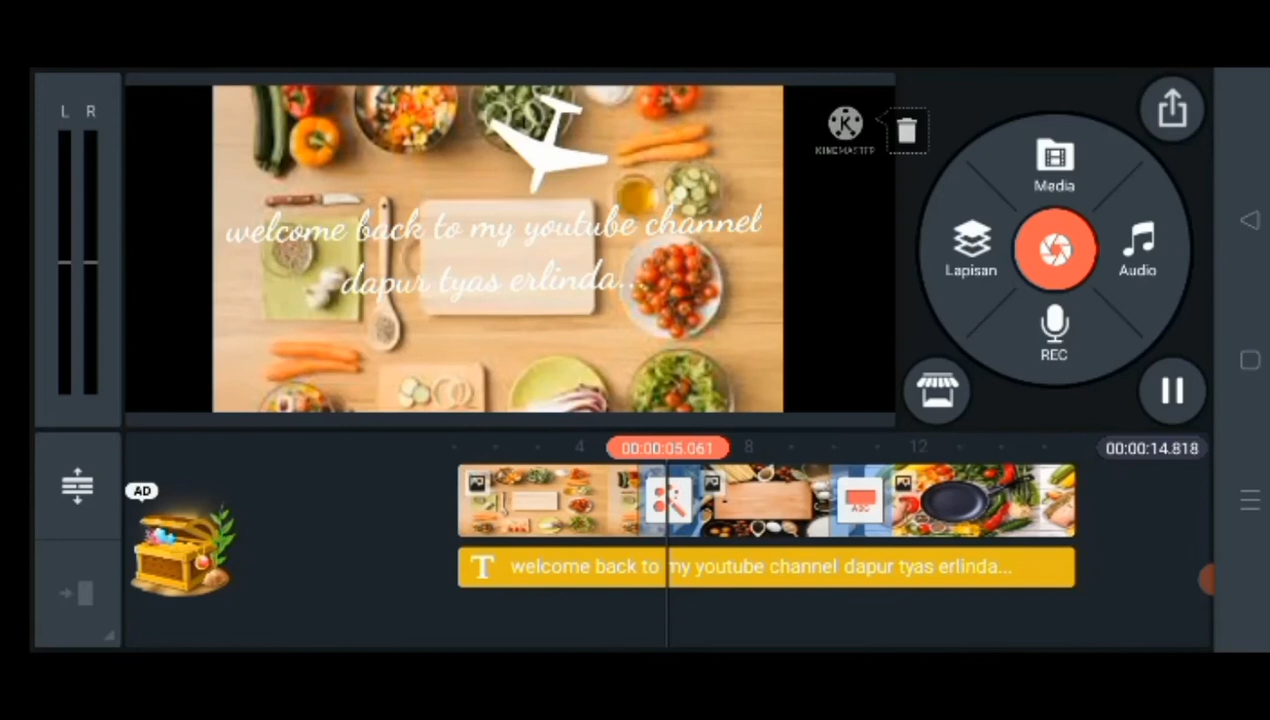 L R
KINEMASTER
Media
Lapisan
Audio
REC
welcome back to my youtube channel
dapur tyas erlinda...
4
00:00:05.061
8
12
00:00:14.818
AD
T welcome back to my youtube channel dapur tyas erlinda...